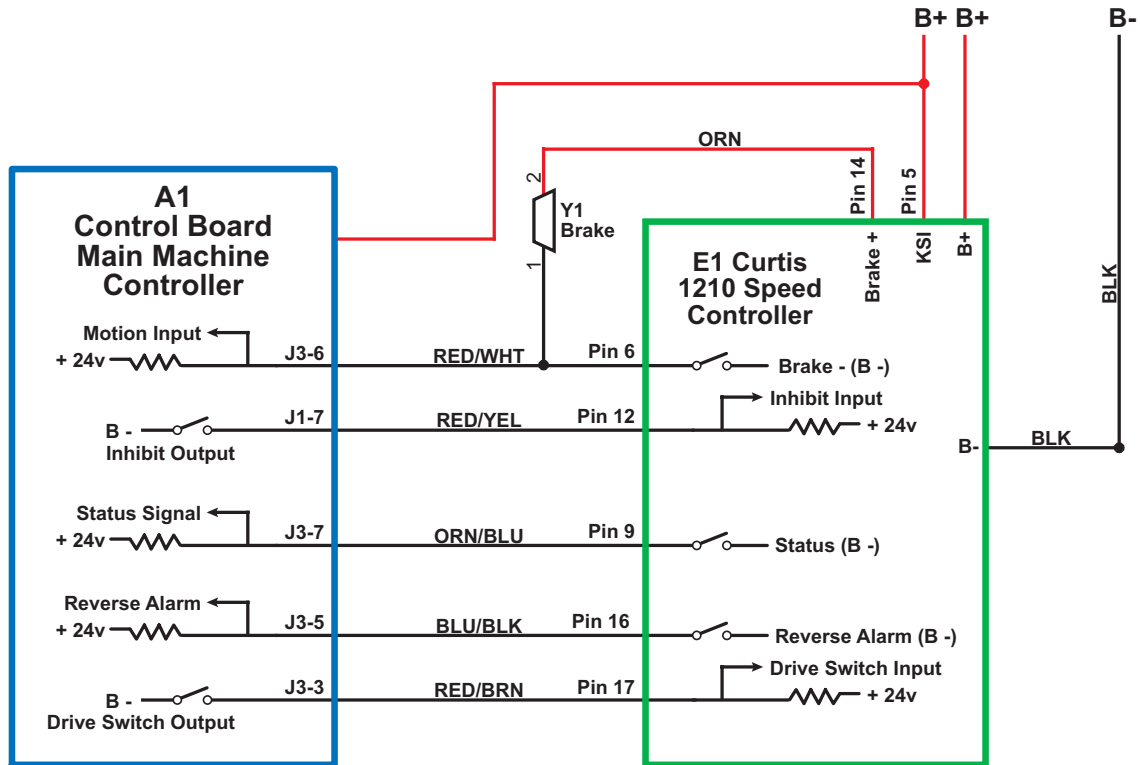 B+ B+ B-
ORN
2
Y1
Brake
1
Pin 14
Pin 5
Brake +
KSI
B+
BLK
A1
Control Board
Main Machine
Controller
E1 Curtis
1210 Speed
Controller
Motion Input
+ 24v
J3-6
RED/WHT
Pin 6
Brake - (B -)
B -
Inhibit Output
J1-7
RED/YEL
Pin 12
Inhibit Input
+ 24v
B-
BLK
Status Signal
+ 24v
J3-7
ORN/BLU
Pin 9
Status (B -)
Reverse Alarm
+ 24v
J3-5
BLU/BLK
Pin 16
Reverse Alarm (B -)
B -
Drive Switch Output
J3-3
RED/BRN
Pin 17
Drive Switch Input
+ 24v